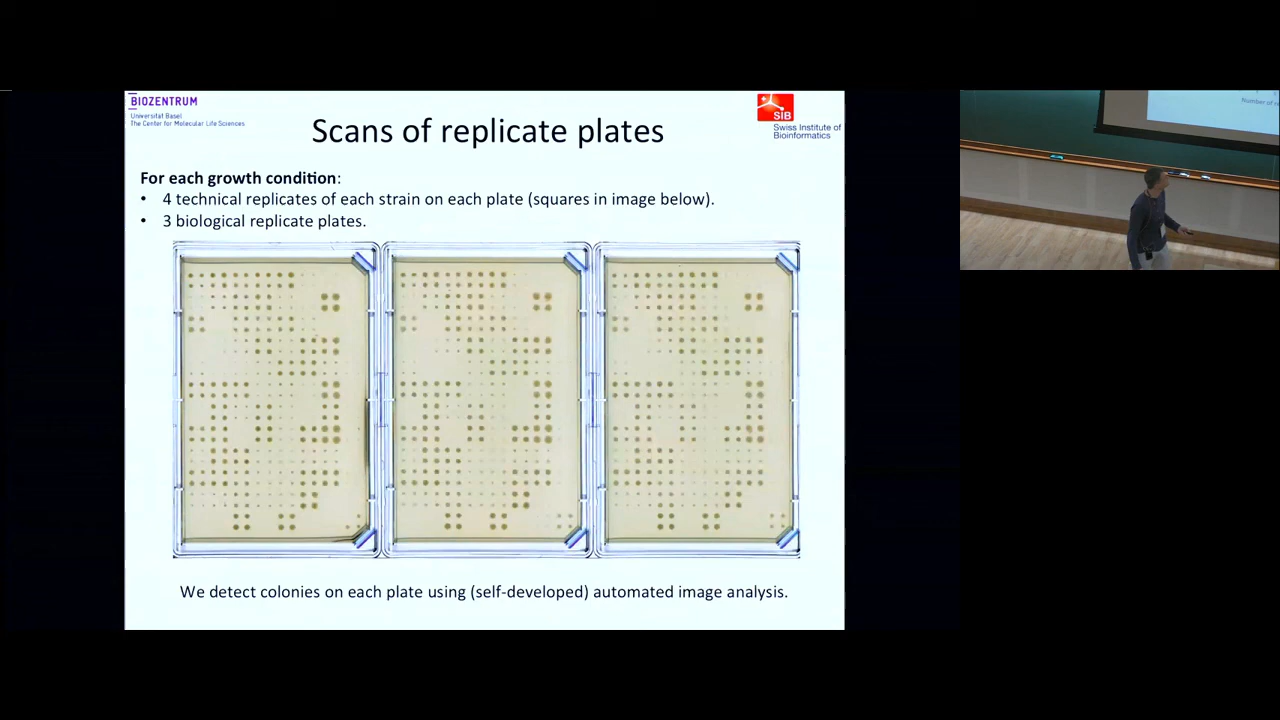 BIOZENTRUM
Universität Basel
The Center for Molecular Life Sciences
Scans of replicate plates
SIB
Swiss Institute of
Bioinformatics
For each growth condition:
• 4 technical replicates of each strain on each plate (squares in image below).
• 3 biological replicate plates.
We detect colonies on each plate using (self-developed) automated image analysis.
Number of